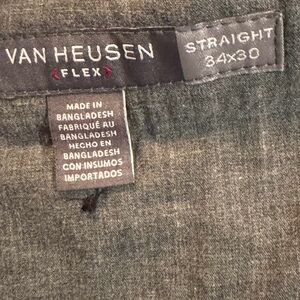 VAN HEUSEN
FLEX
STRAIGHT
34x30
MADE IN
BANGLADESH
FABRIQUÉ AU
BANGLADESH
HECHO EN
BANGLADESH
CON INSUMOS
IMPORTADOS